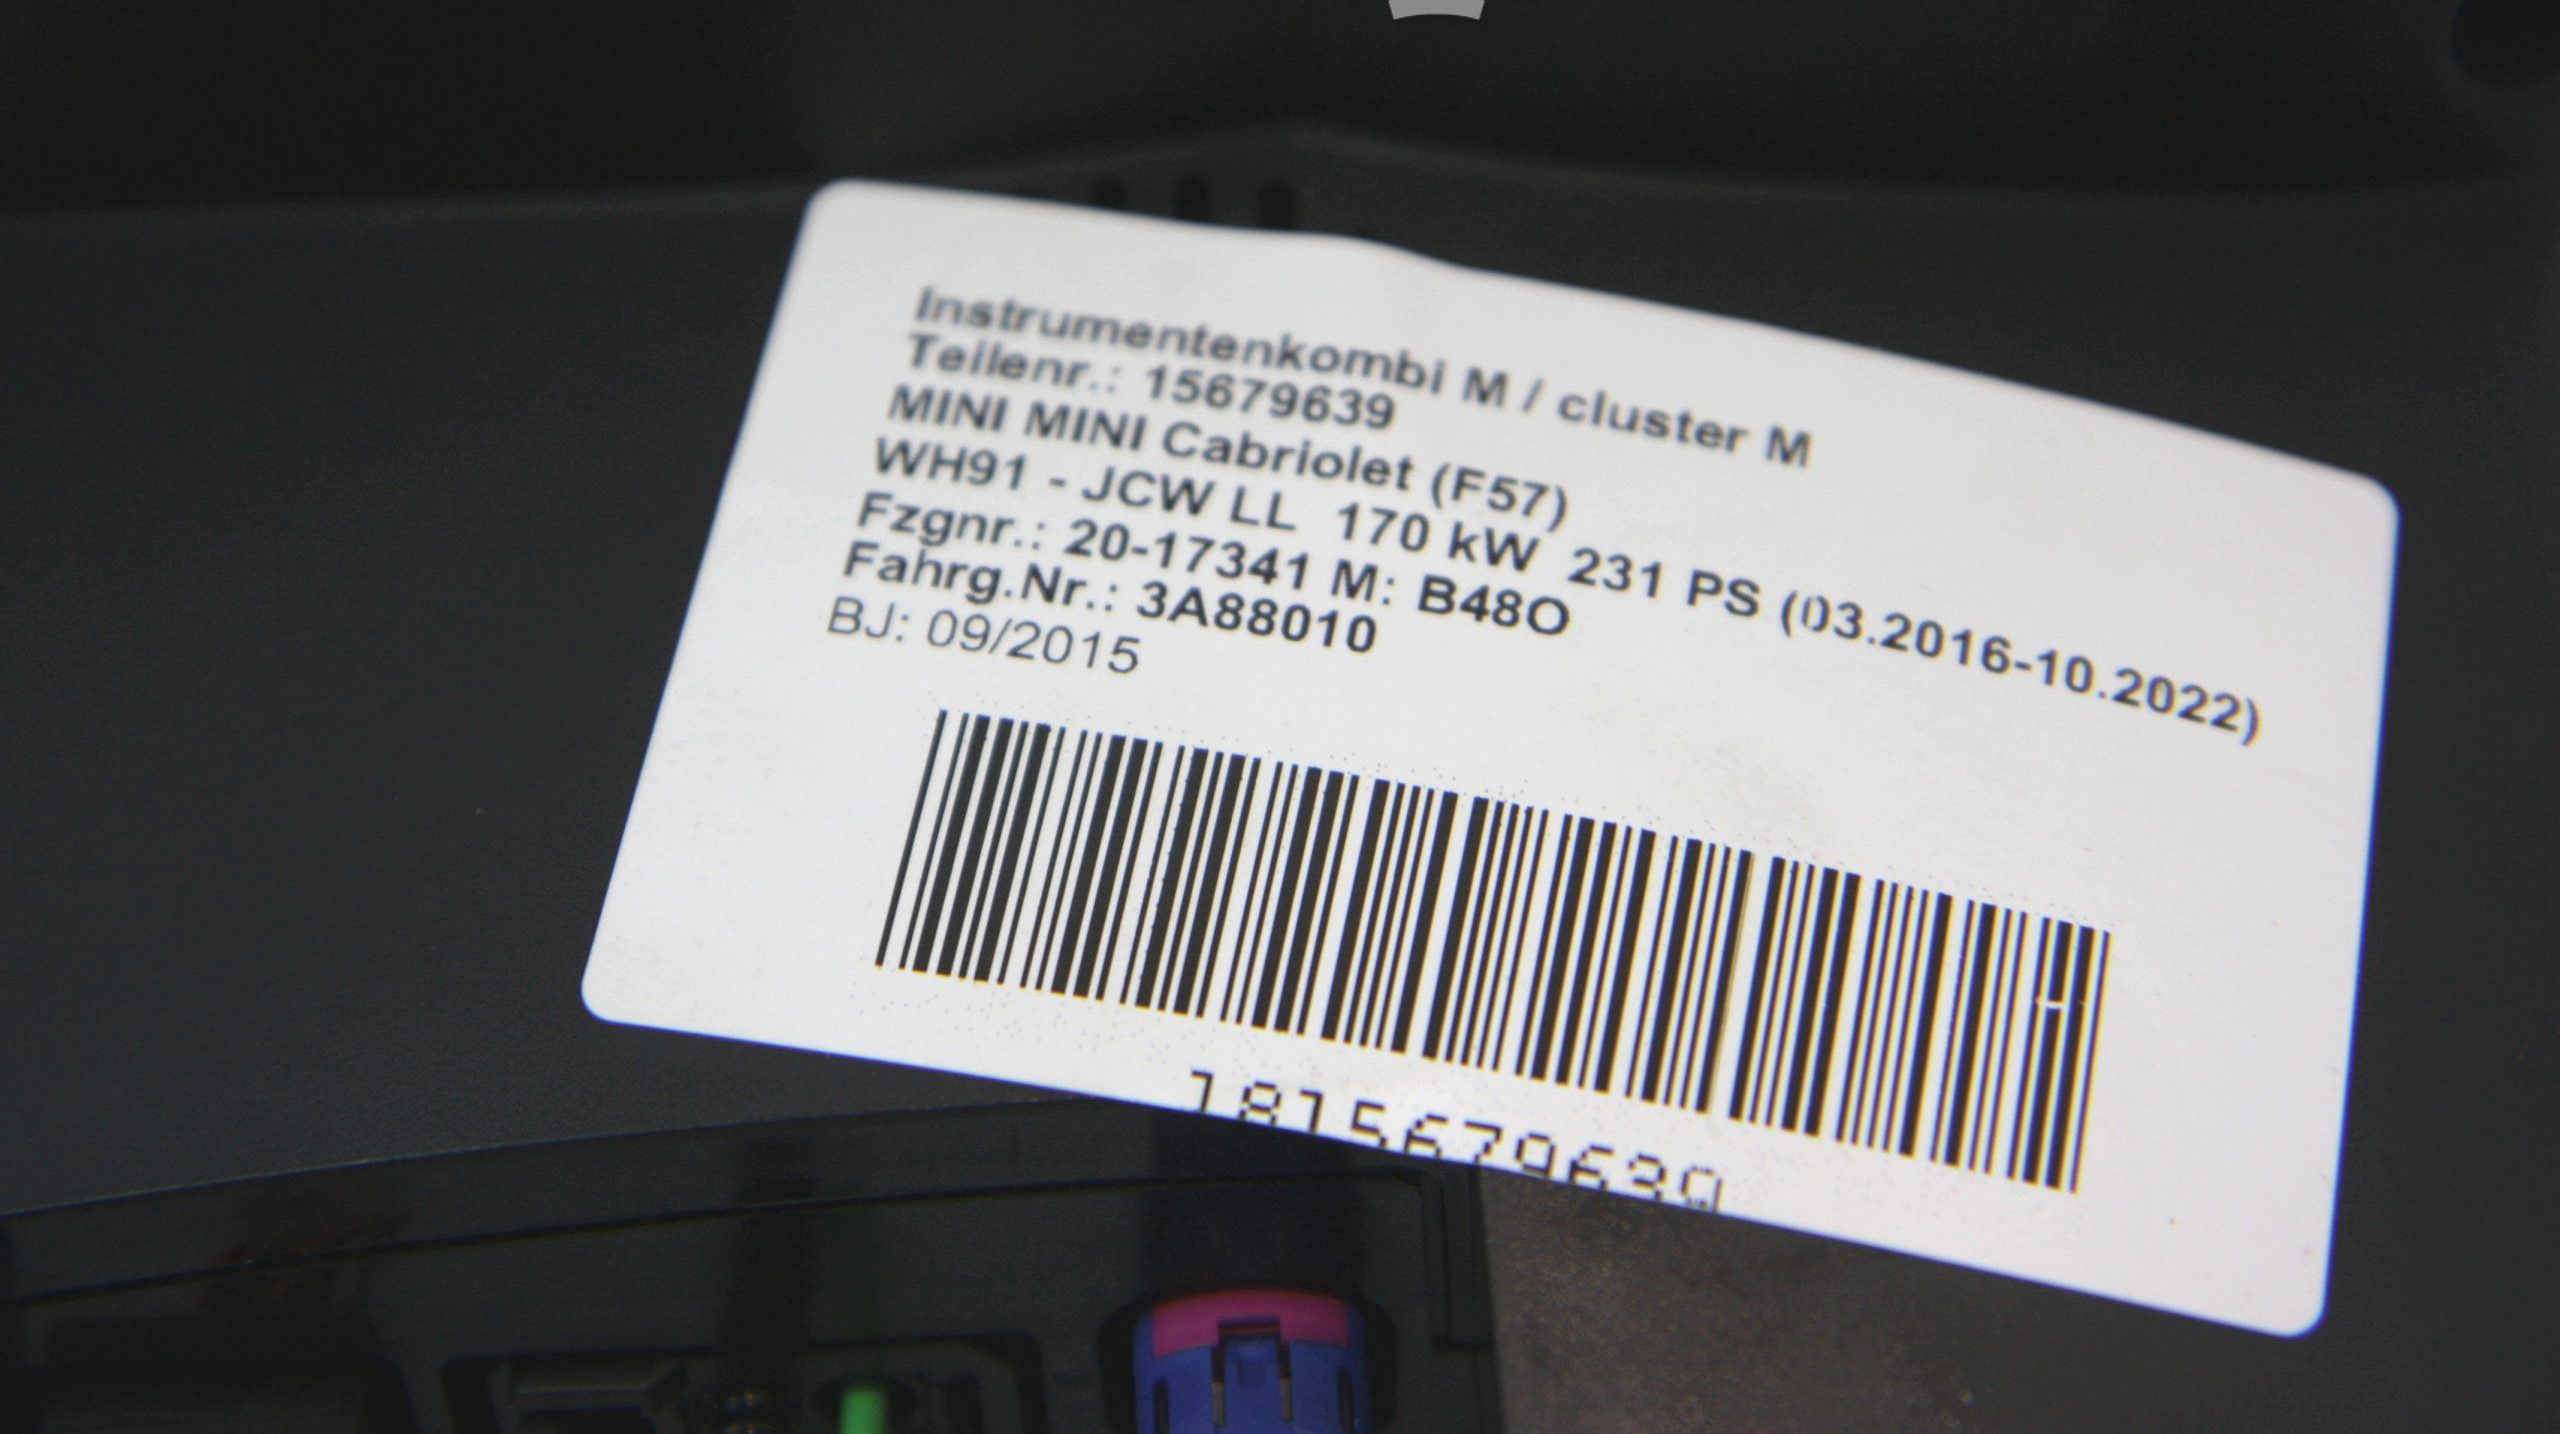 Instrumentenkombi M / cluster M
Teilenr.: 15679639
MINI MINI Cabriolet (F57)
WH91 - JCW LL 170 kW 231 PS (03.2016-10.2022)
Fzgnr.: 20-17341 M: B48O
Fahrg.Nr.: 3A88010
BJ: 09/2015
1815679639